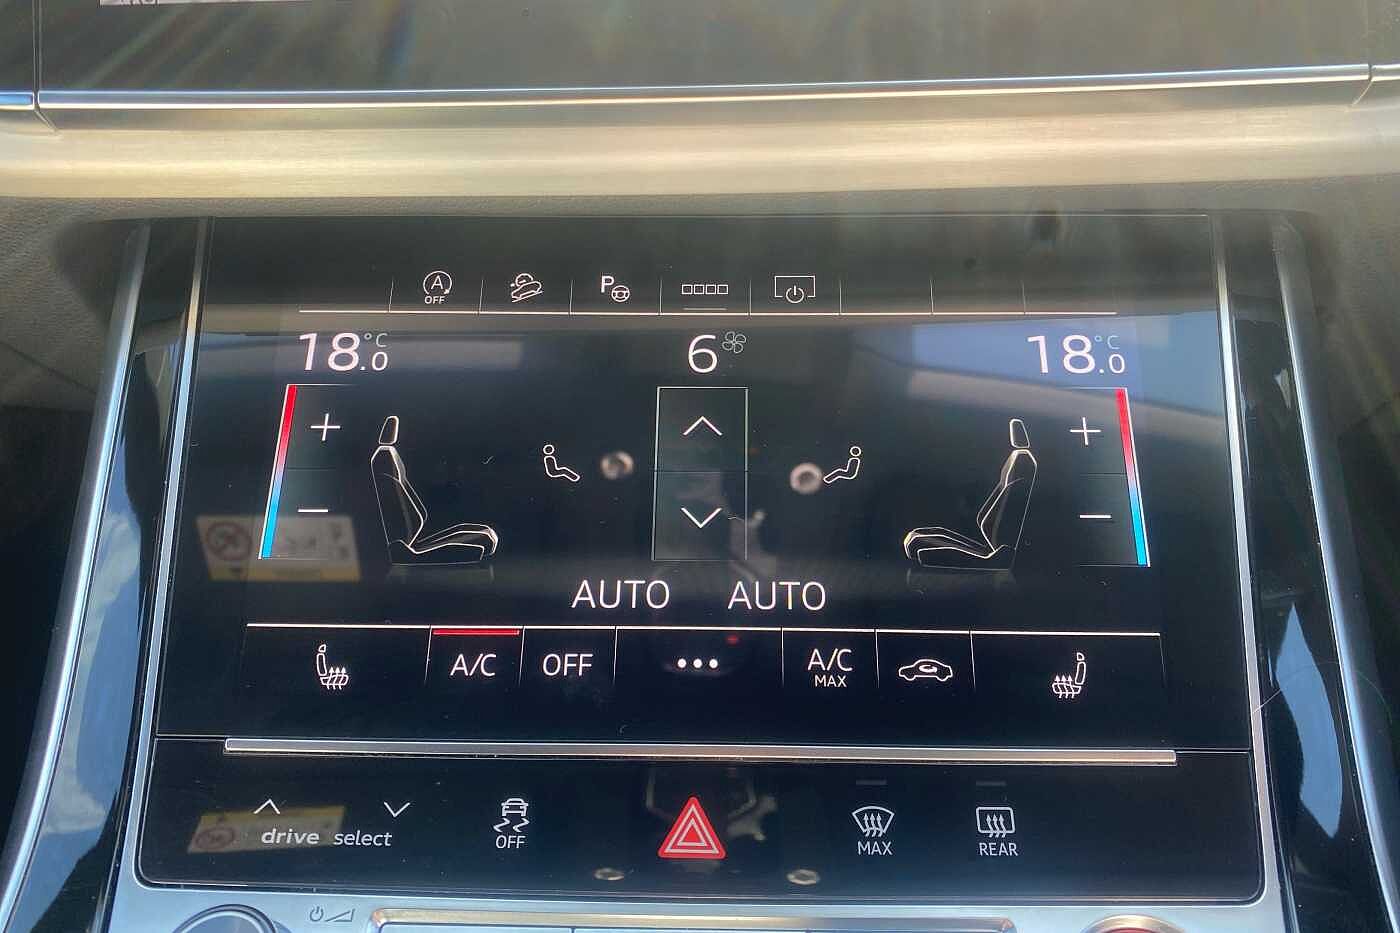 A
OFF
P
18.0 °C
6
18.0 °C
+
+
−
−
AUTO AUTO
A/C OFF ••• A/C MAX
drive select
OFF
MAX
REAR